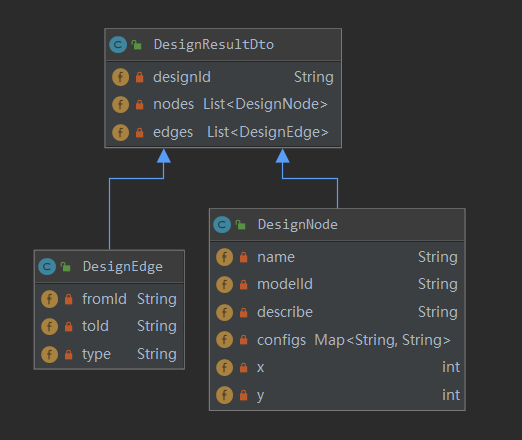 DesignResultDto
designId String
nodes List<DesignNode>
edges List<DesignEdge>
DesignEdge
fromId String
toId String
type String
DesignNode
name String
modelId String
describe String
configs Map<String, String>
x int
y int